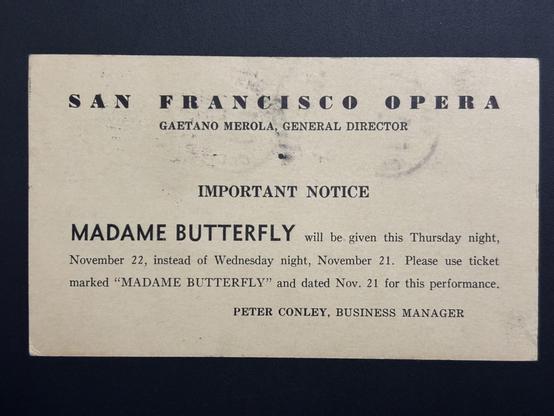 SAN FRANCISCO OPERA
GAETANO MEROLA, GENERAL DIRECTOR
IMPORTANT NOTICE
MADAME BUTTERFLY will be given this Thursday night,
November 22, instead of Wednesday night, November 21. Please use ticket
marked "MADAME BUTTERFLY" and dated Nov. 21 for this performance.
PETER CONLEY, BUSINESS MANAGER